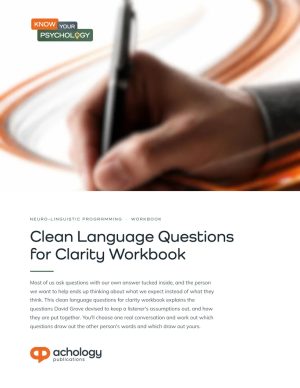 KNOW YOUR
PSYCHOLOGY
NEURO-LINGUISTIC PROGRAMMING · WORKBOOK
Clean Language Questions
for Clarity Workbook
Most of us ask questions with our own answer tucked inside, and the person
we want to help ends up thinking about what we expect instead of what they
think. This clean language questions for clarity workbook explains the
questions David Grove devised to keep a listener's assumptions out, and how
they are put together. You'll choose one real conversation and work out which
questions draw out the other person's words and which draw out yours.
achology
publications